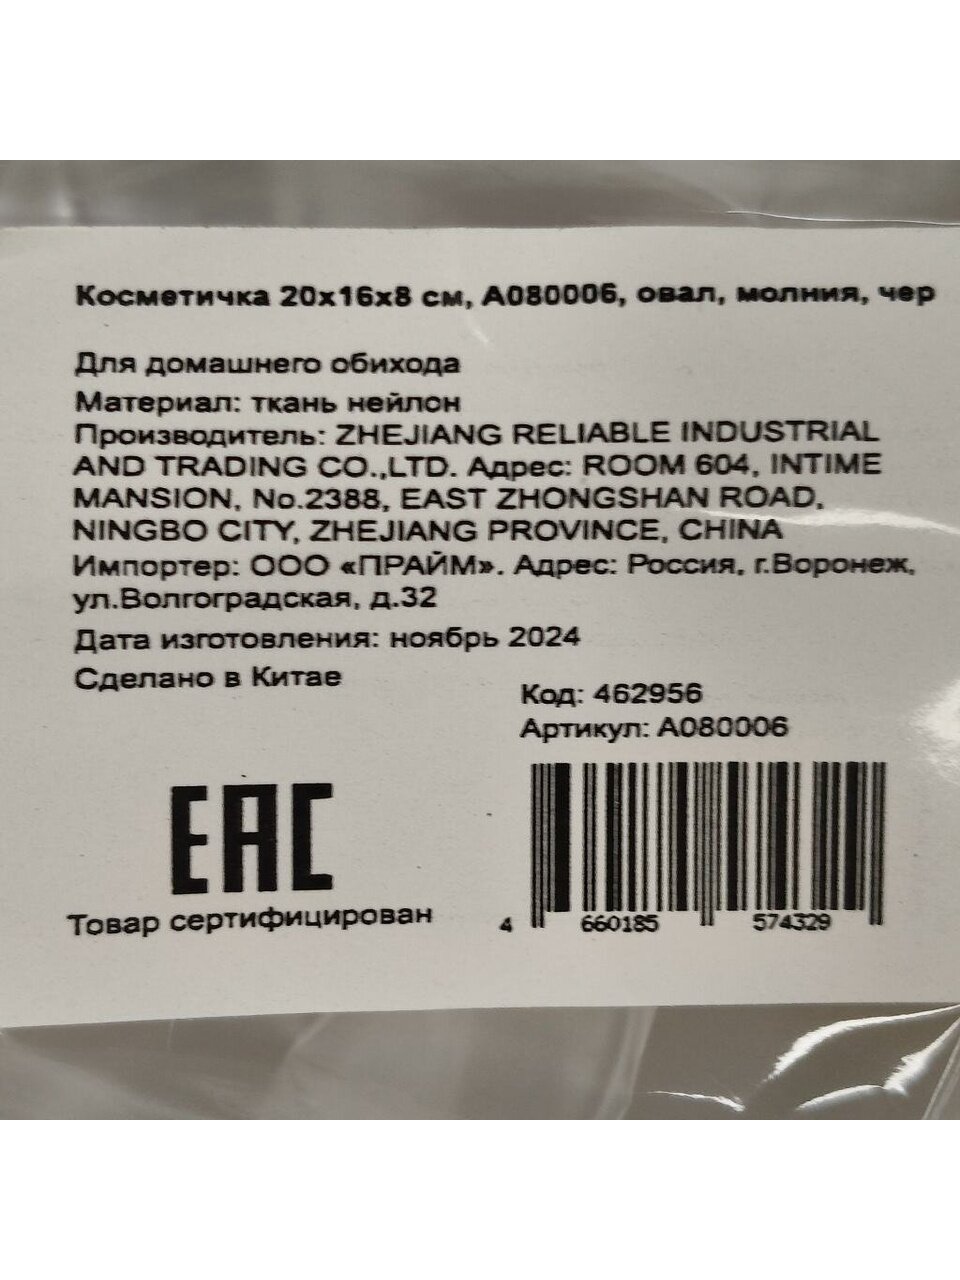 Косметичка 20х16х8 см, А080006, овал, молния, чер
Для домашнего обихода
Материал: ткань нейлон
Производитель: ZHEJIANG RELIABLE INDUSTRIAL
AND TRADING CO.,LTD. Адрес: ROOM 604, INTIME
MANSION, No.2388, EAST ZHONGSHAN ROAD,
NINGBO CITY, ZHEJIANG PROVINCE, CHINA
Импортер: ООО «ПРАЙМ». Адрес: Россия, г.Воронеж,
ул.Волгоградская, д.32
Дата изготовления: ноябрь 2024
Сделано в Китае
Код: 462956
Артикул: А080006
EAC
Товар сертифицирован
4 660185 574329